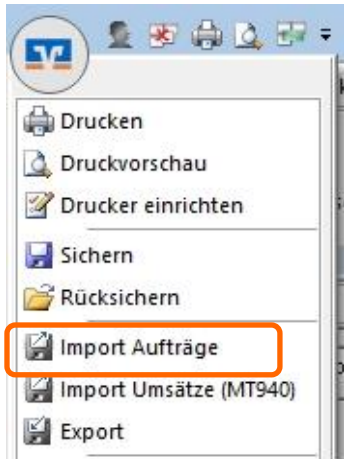 Drucken
Druckvorschau
Drucker einrichten
Sichern
Rücksichern
Import Aufträge
Import Umsätze (MT940)
Export